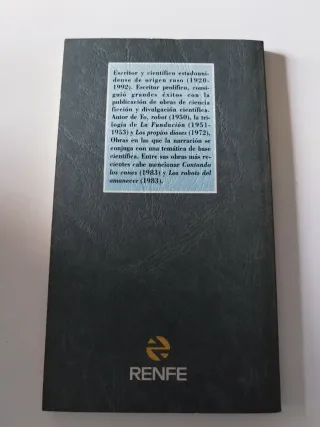 Escritor y científico estadouni-
dense de origen ruso (1920-
1992). Escritor prolífico, consi-
guió grandes éxitos con la
publicación de obras de ciencia
ficción y divulgación científica.
Autor de Yo, robot (1950), la tri-
logía de La Fundación (1951-
1953) y Los propios dioses (1972),
Obras en las que la narración se
conjuga con una temática de base
científica. Entre sus obras más re-
cientes cabe mencionar Contando
los eones (1983) y Los robots del
amanecer (1983).
RENFE